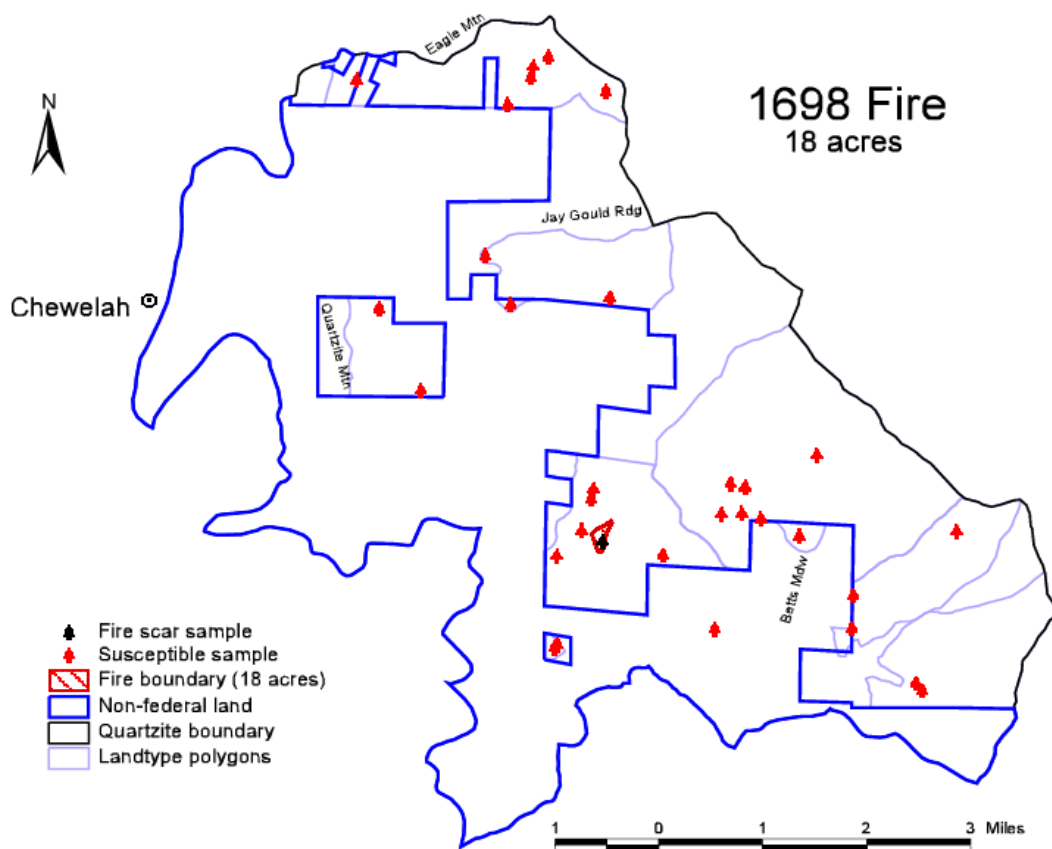 Eagle Mtn
1698 Fire
18 acres
N
Jay Gould Rdg
Chewelah
Quartzite Mtn
Betts Mdw
Fire scar sample
Susceptible sample
Fire boundary (18 acres)
Non-federal land
Quartzite boundary
Landtype polygons
1 0 1 2 3 Miles